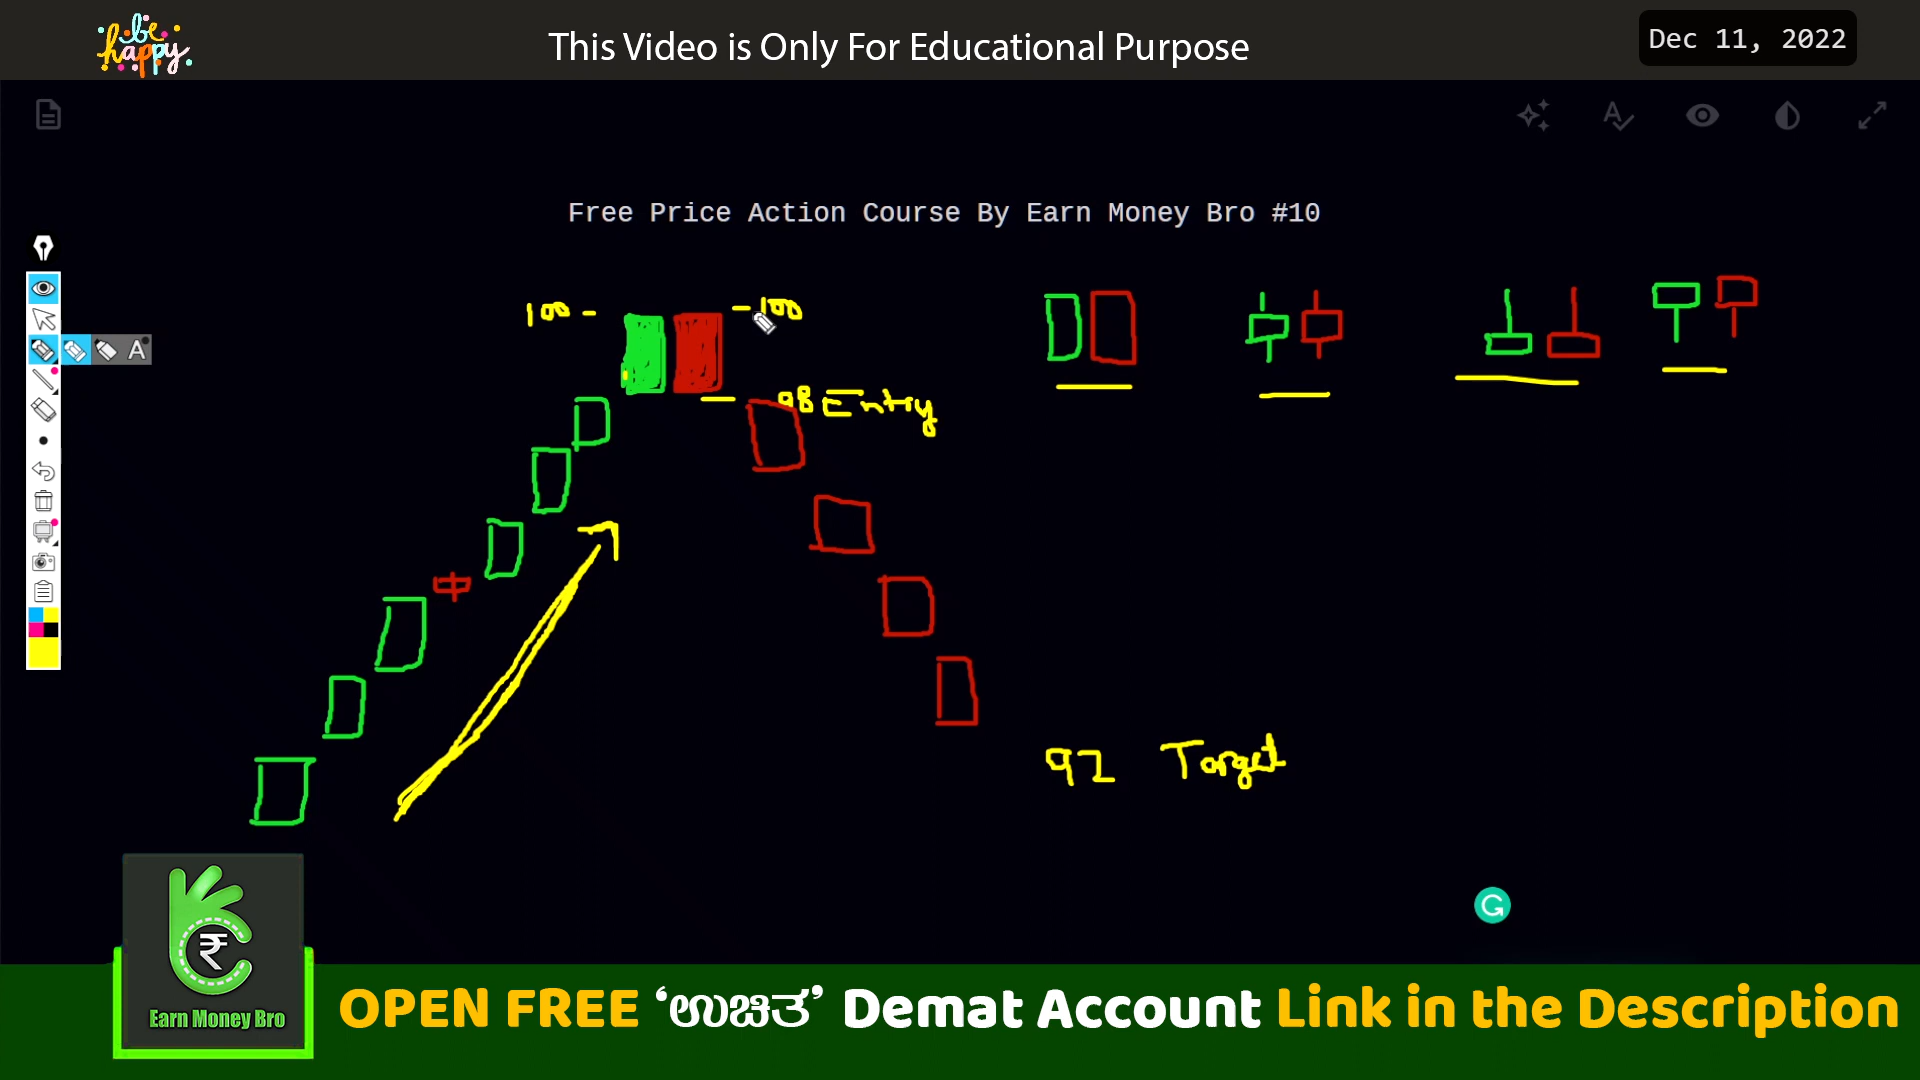 be happy
This Video is Only For Educational Purpose
Dec 11, 2022
Free Price Action Course By Earn Money Bro #10
100 -
- 100
98 Entry
92 Target
A
₹
Earn Money Bro
OPEN FREE ‘ಉಚಿತ’ Demat Account Link in the Description